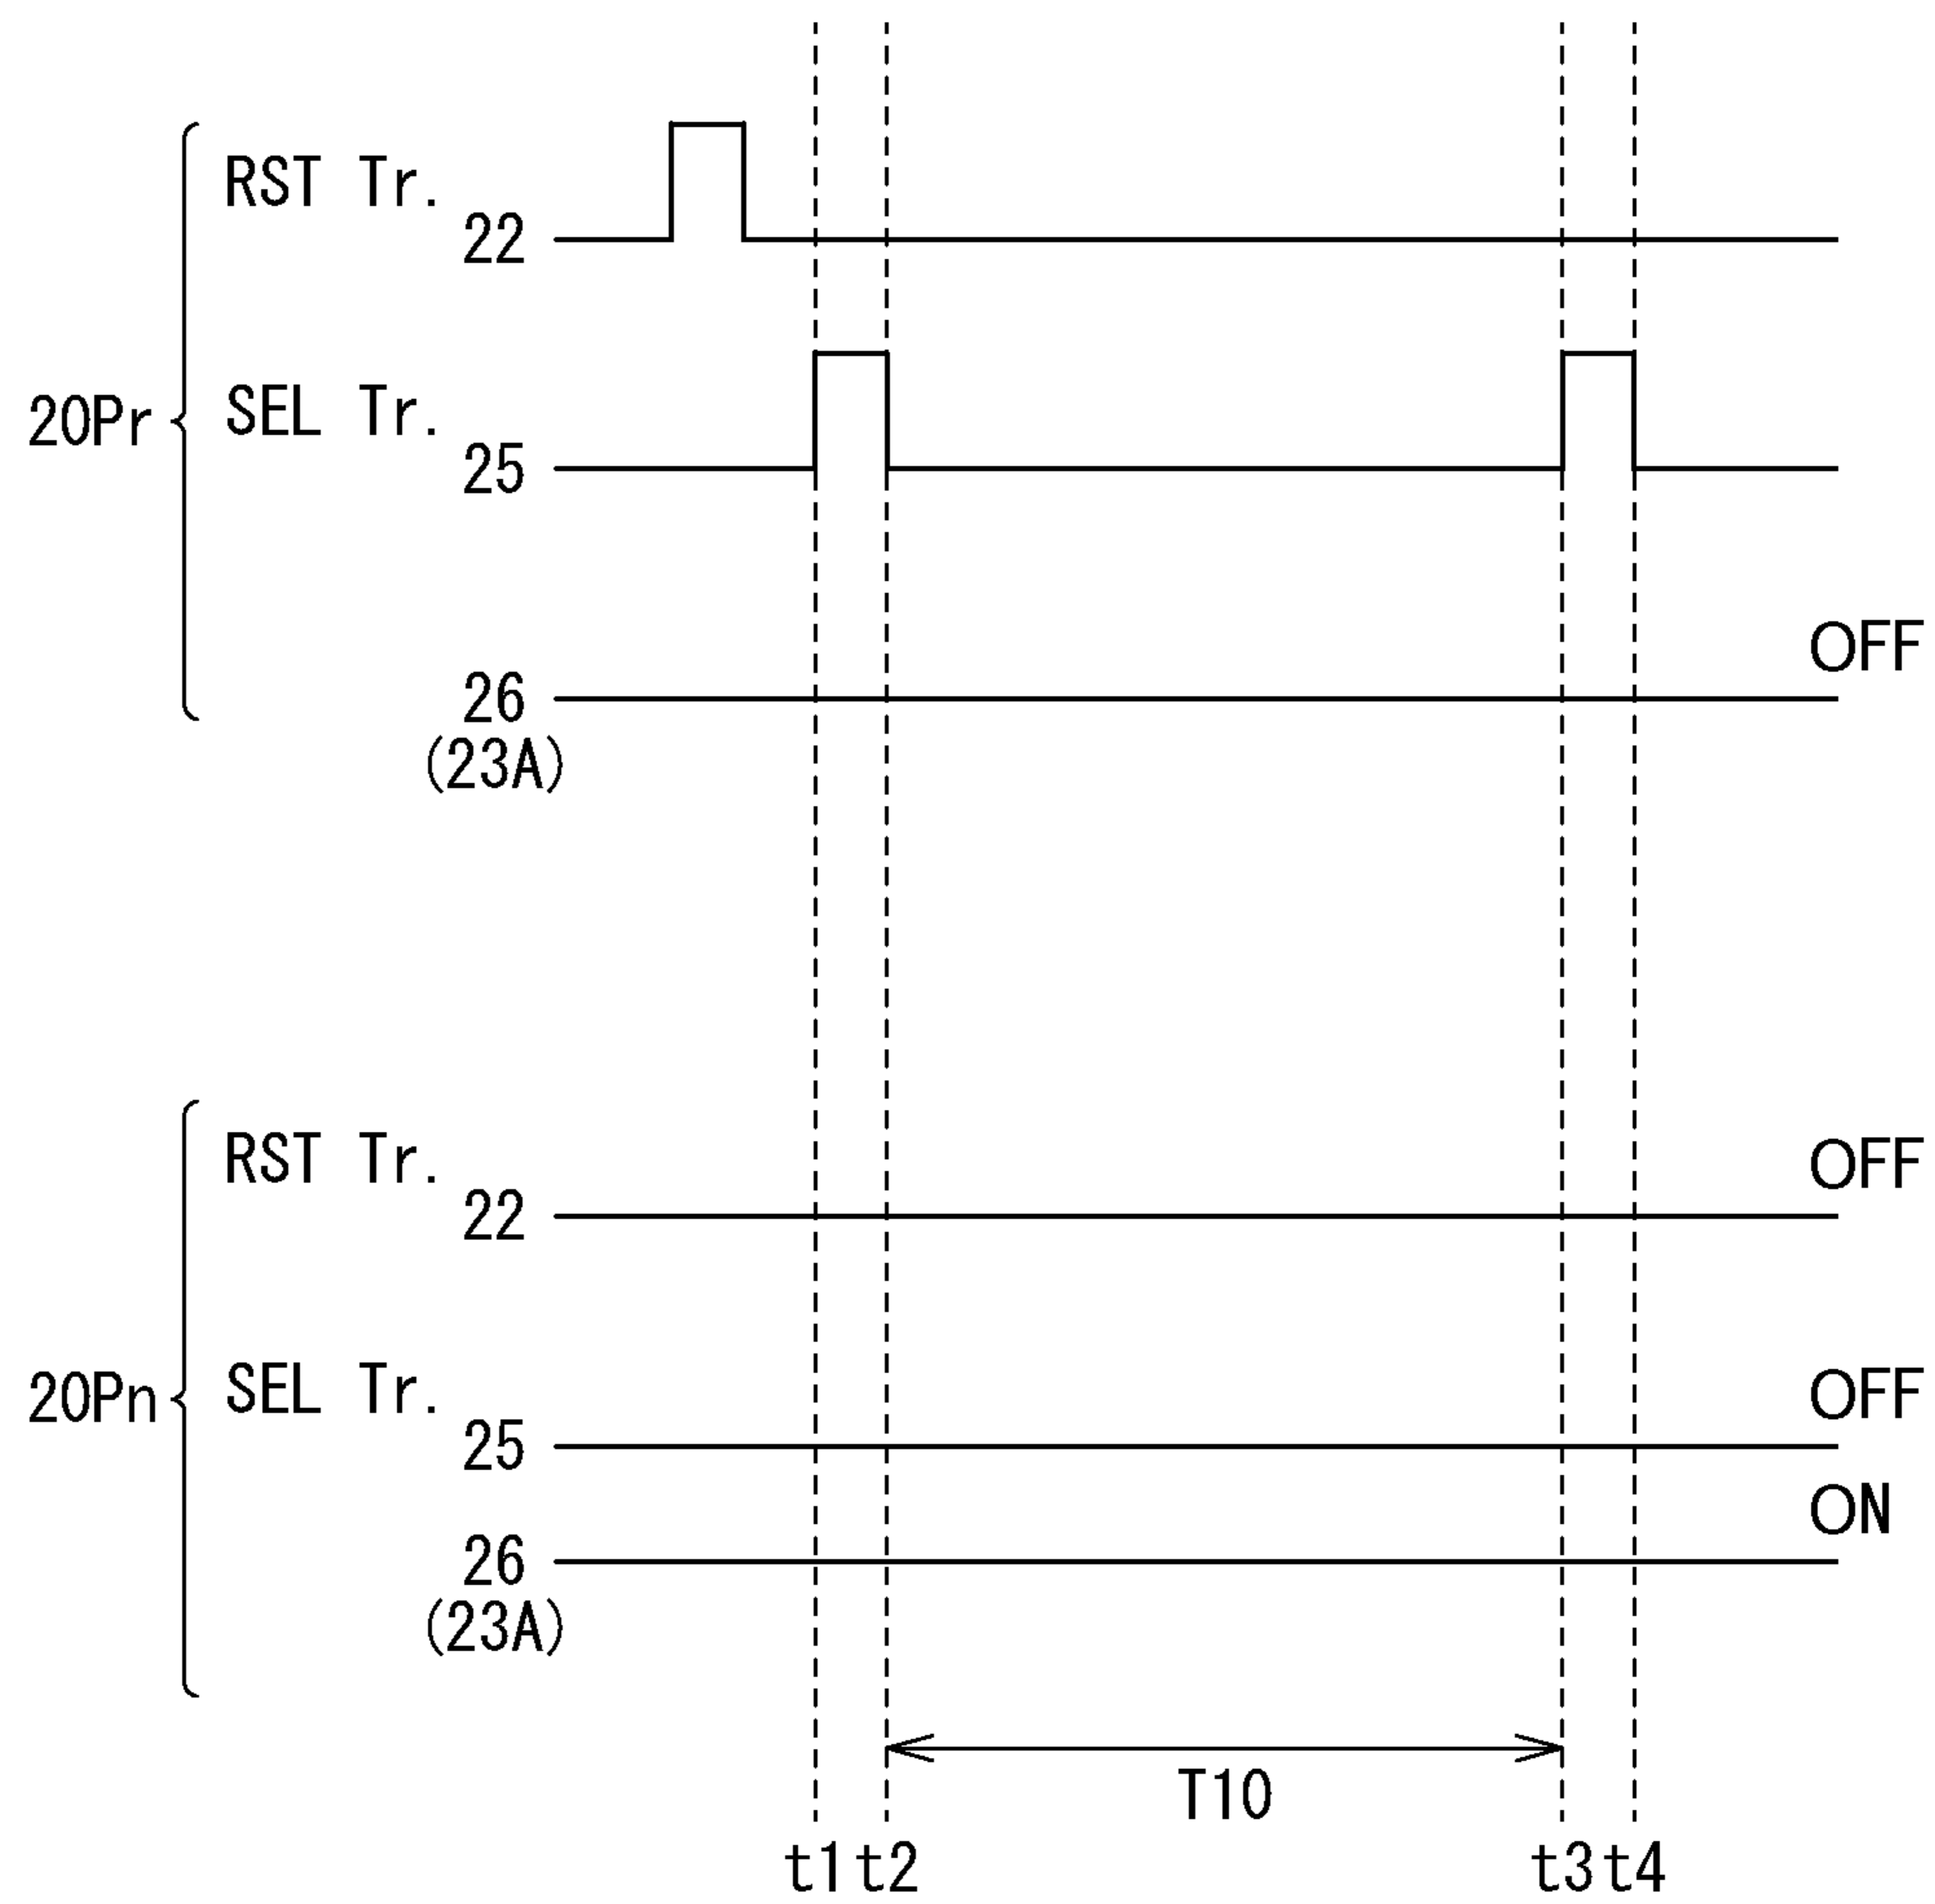 RST Tr.
22
20Pr
SEL Tr.
25
OFF
26
(23A)
RST Tr.
OFF
22
20Pn
SEL Tr.
OFF
25
ON
26
(23A)
T10
t1 t2 t3 t4